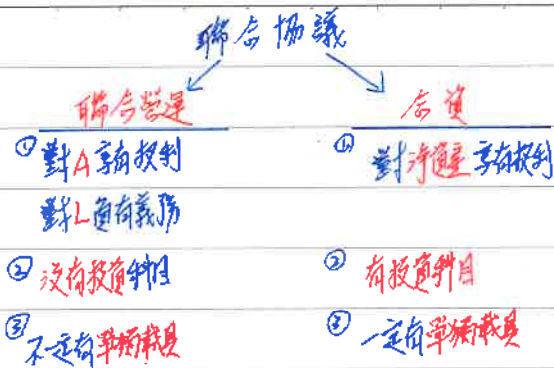 聯合協議
聯合營運
合資
① 對A享有权利
① 對淨資產享有权利
對L負有義務
② 沒有投資科目
② 有投資科目
③ 不一定有單獨載具
③ 一定有單獨載具